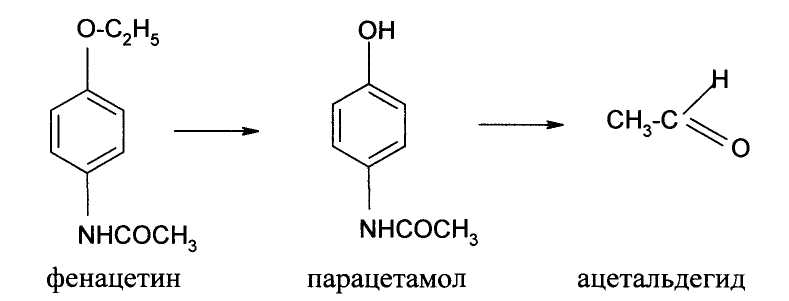 O-C₂H₅ OH
H
CH₃-C
O
NHCOCH₃ NHCOCH₃
фенацетин парацетамол ацетальдегид